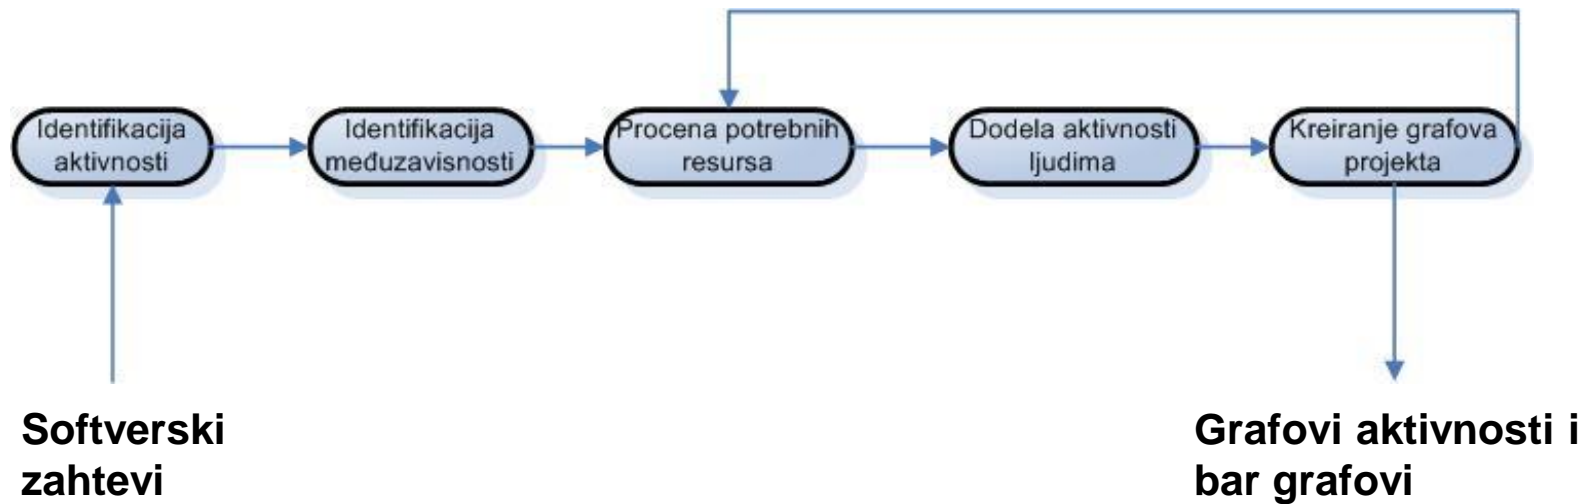 Identifikacija
aktivnosti
Identifikacija
međuzavisnosti
Procena potrebnih
resursa
Dodela aktivnosti
ljudima
Kreiranje grafova
projekta
Softverski
zahtevi
Grafovi aktivnosti i
bar grafovi